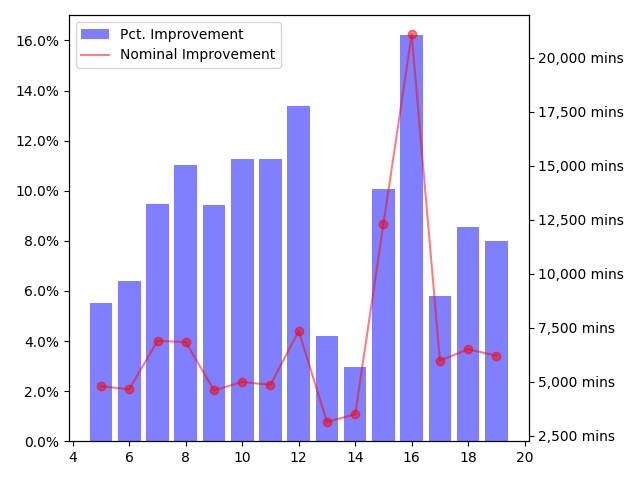 Pct. Improvement
Nominal Improvement
16.0%
14.0%
12.0%
10.0%
8.0%
6.0%
4.0%
2.0%
0.0%
20,000 mins
17,500 mins
15,000 mins
12,500 mins
10,000 mins
7,500 mins
5,000 mins
2,500 mins
4 6 8 10 12 14 16 18 20